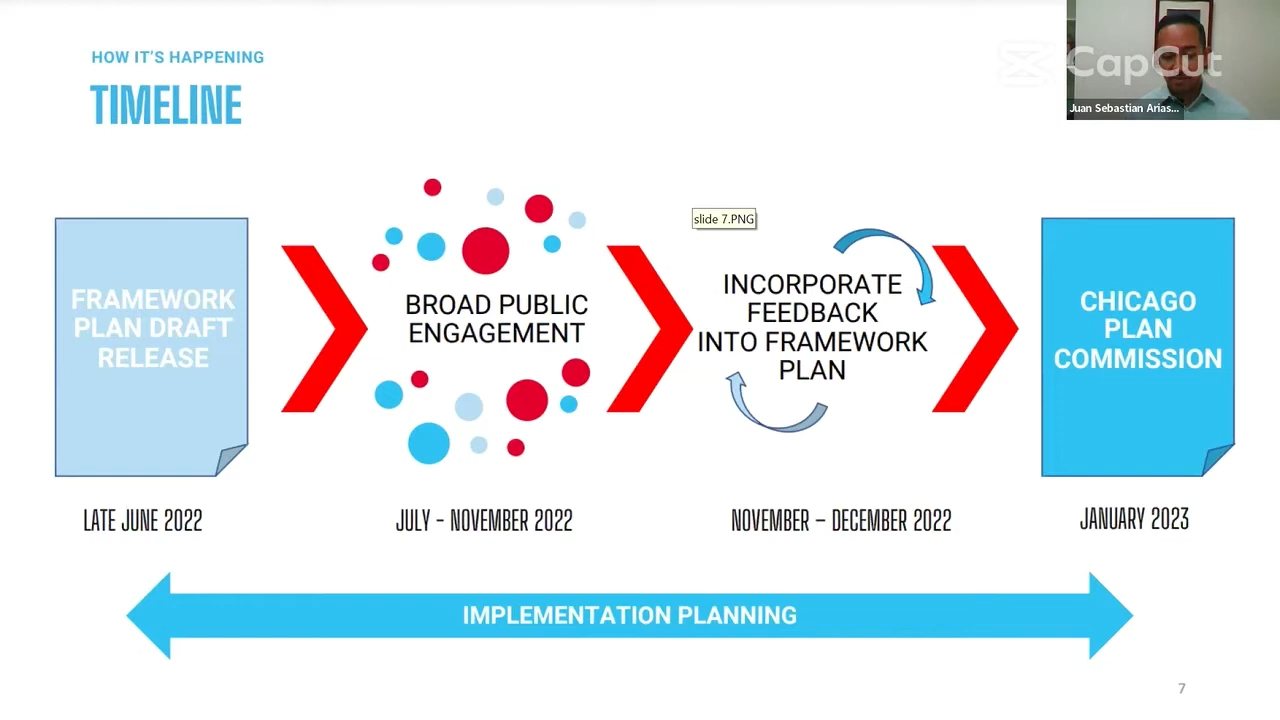 HOW IT'S HAPPENING
TIMELINE
CapCut
Juan Sebastian Arias...
slide 7.PNG
FRAMEWORK
PLAN DRAFT
RELEASE
BROAD PUBLIC
ENGAGEMENT
INCORPORATE
FEEDBACK
INTO FRAMEWORK
PLAN
CHICAGO
PLAN
COMMISSION
LATE JUNE 2022
JULY - NOVEMBER 2022
NOVEMBER – DECEMBER 2022
JANUARY 2023
IMPLEMENTATION PLANNING
7